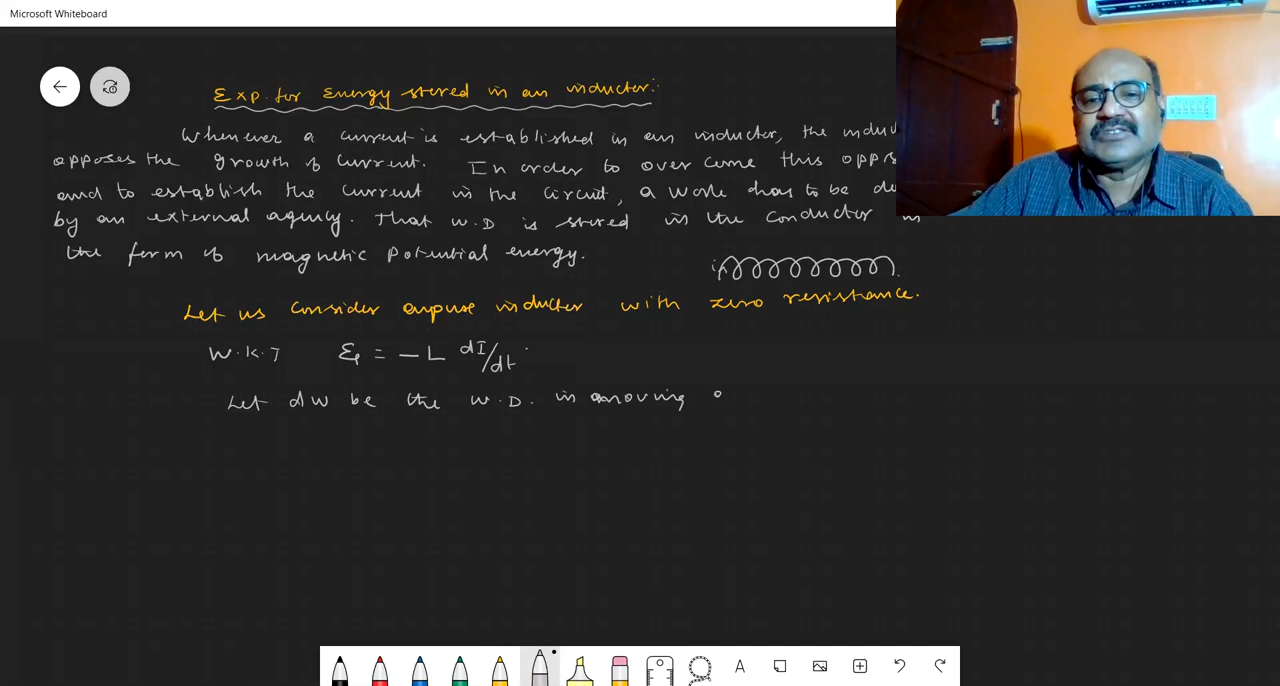 Microsoft Whiteboard
Exp. for Energy stored in an inductor:
Whenever a current is established in an inductor, the induc
opposes the growth of current. In order to over come this oppos
and to establish the current in the circuit, a work has to be do
by an external agency. That W.D is stored in the conductor in
the form of magnetic potential energy.
Let us consider a pure inductor with zero resistance.
W.K.T ε = - L dI/dt
Let dw be the W.D. in moving
A